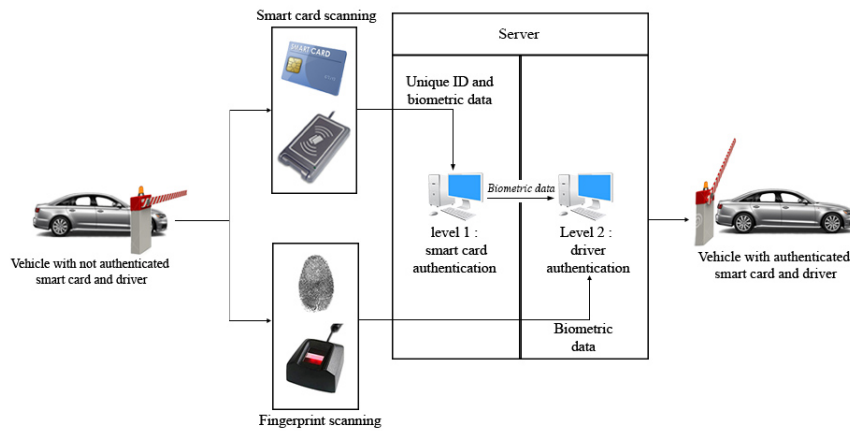 Smart card scanning
SMART CARD
Server
Unique ID and
biometric data
Biometric data
level 1 :
smart card
authentication
Level 2 :
driver
authentication
Vehicle with not authenticated
smart card and driver
Vehicle with authenticated
smart card and driver
Biometric
data
Fingerprint scanning